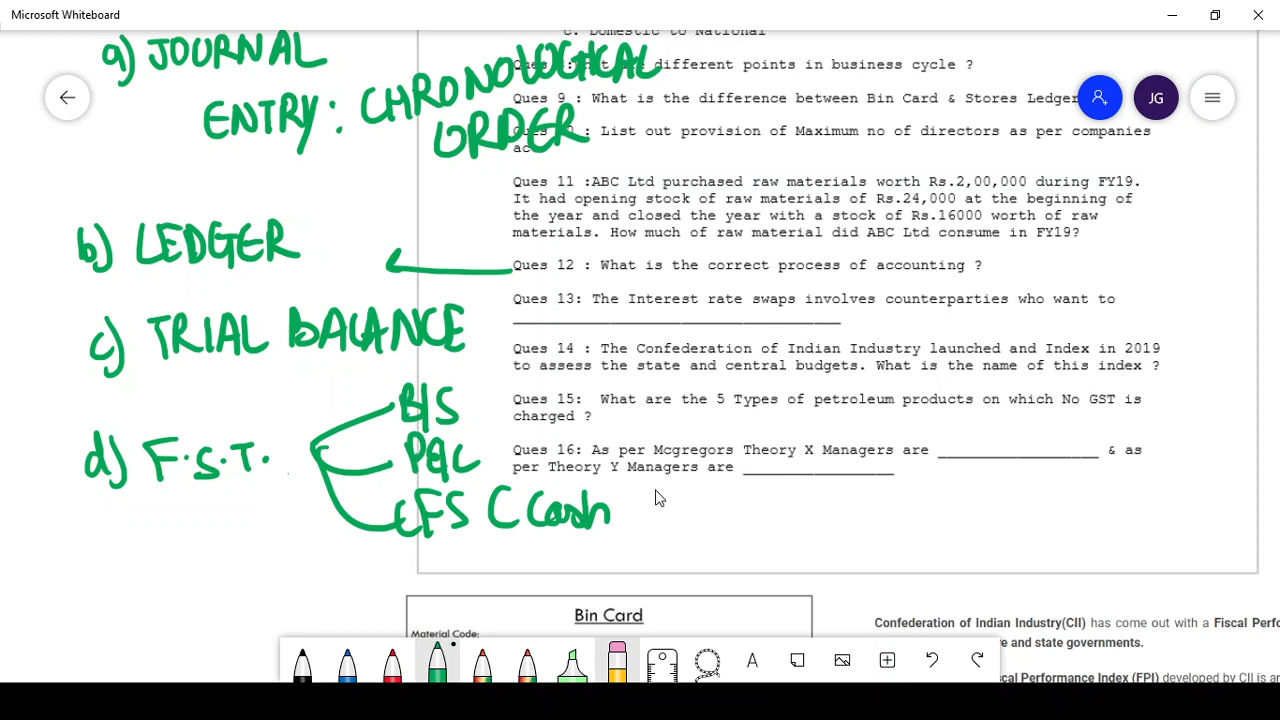 Microsoft Whiteboard
a) JOURNAL
ENTRY: CHRONOLOGICAL
ORDER
b) LEDGER
c) TRIAL BALANCE
d) F.S.T.
B/S
P&L
CFS C Cash
c. Domestic to National
different points in business cycle ?
Ques 9 : What is the difference between Bin Card & Stores Ledger
: List out provision of Maximum no of directors as per companies
ac
Ques 11 :ABC Ltd purchased raw materials worth Rs.2,00,000 during FY19.
It had opening stock of raw materials of Rs.24,000 at the beginning of
the year and closed the year with a stock of Rs.16000 worth of raw
materials. How much of raw material did ABC Ltd consume in FY19?
Ques 12 : What is the correct process of accounting ?
Ques 13: The Interest rate swaps involves counterparties who want to
Ques 14 : The Confederation of Indian Industry launched and Index in 2019
to assess the state and central budgets. What is the name of this index ?
Ques 15: What are the 5 Types of petroleum products on which No GST is
charged ?
Ques 16: As per Mcgregors Theory X Managers are ___ & as
per Theory Y Managers are ___
JG
Bin Card
Material Code:
Confederation of Indian Industry(CII) has come out with a Fiscal Perfo
e and state governments.
cal Performance Index (FPI) developed by CII is a
A